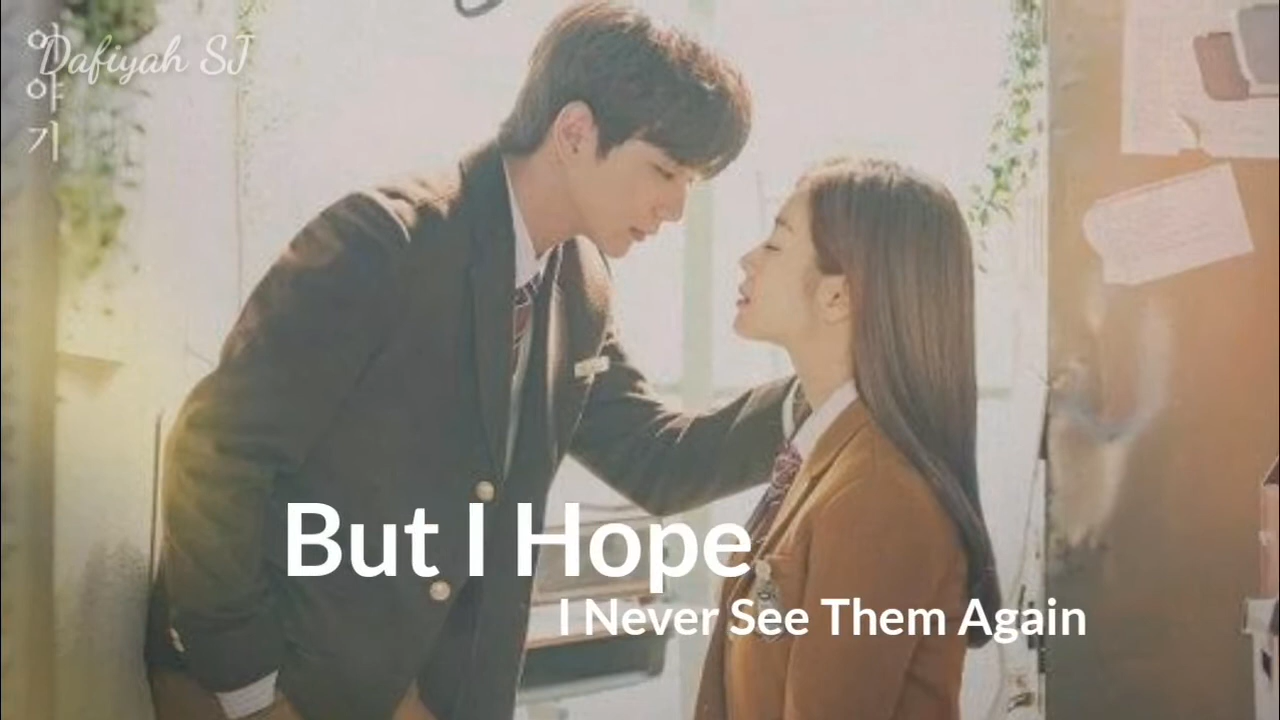 Dafiyah SJ
이
야
기
But I Hope
I Never See Them Again